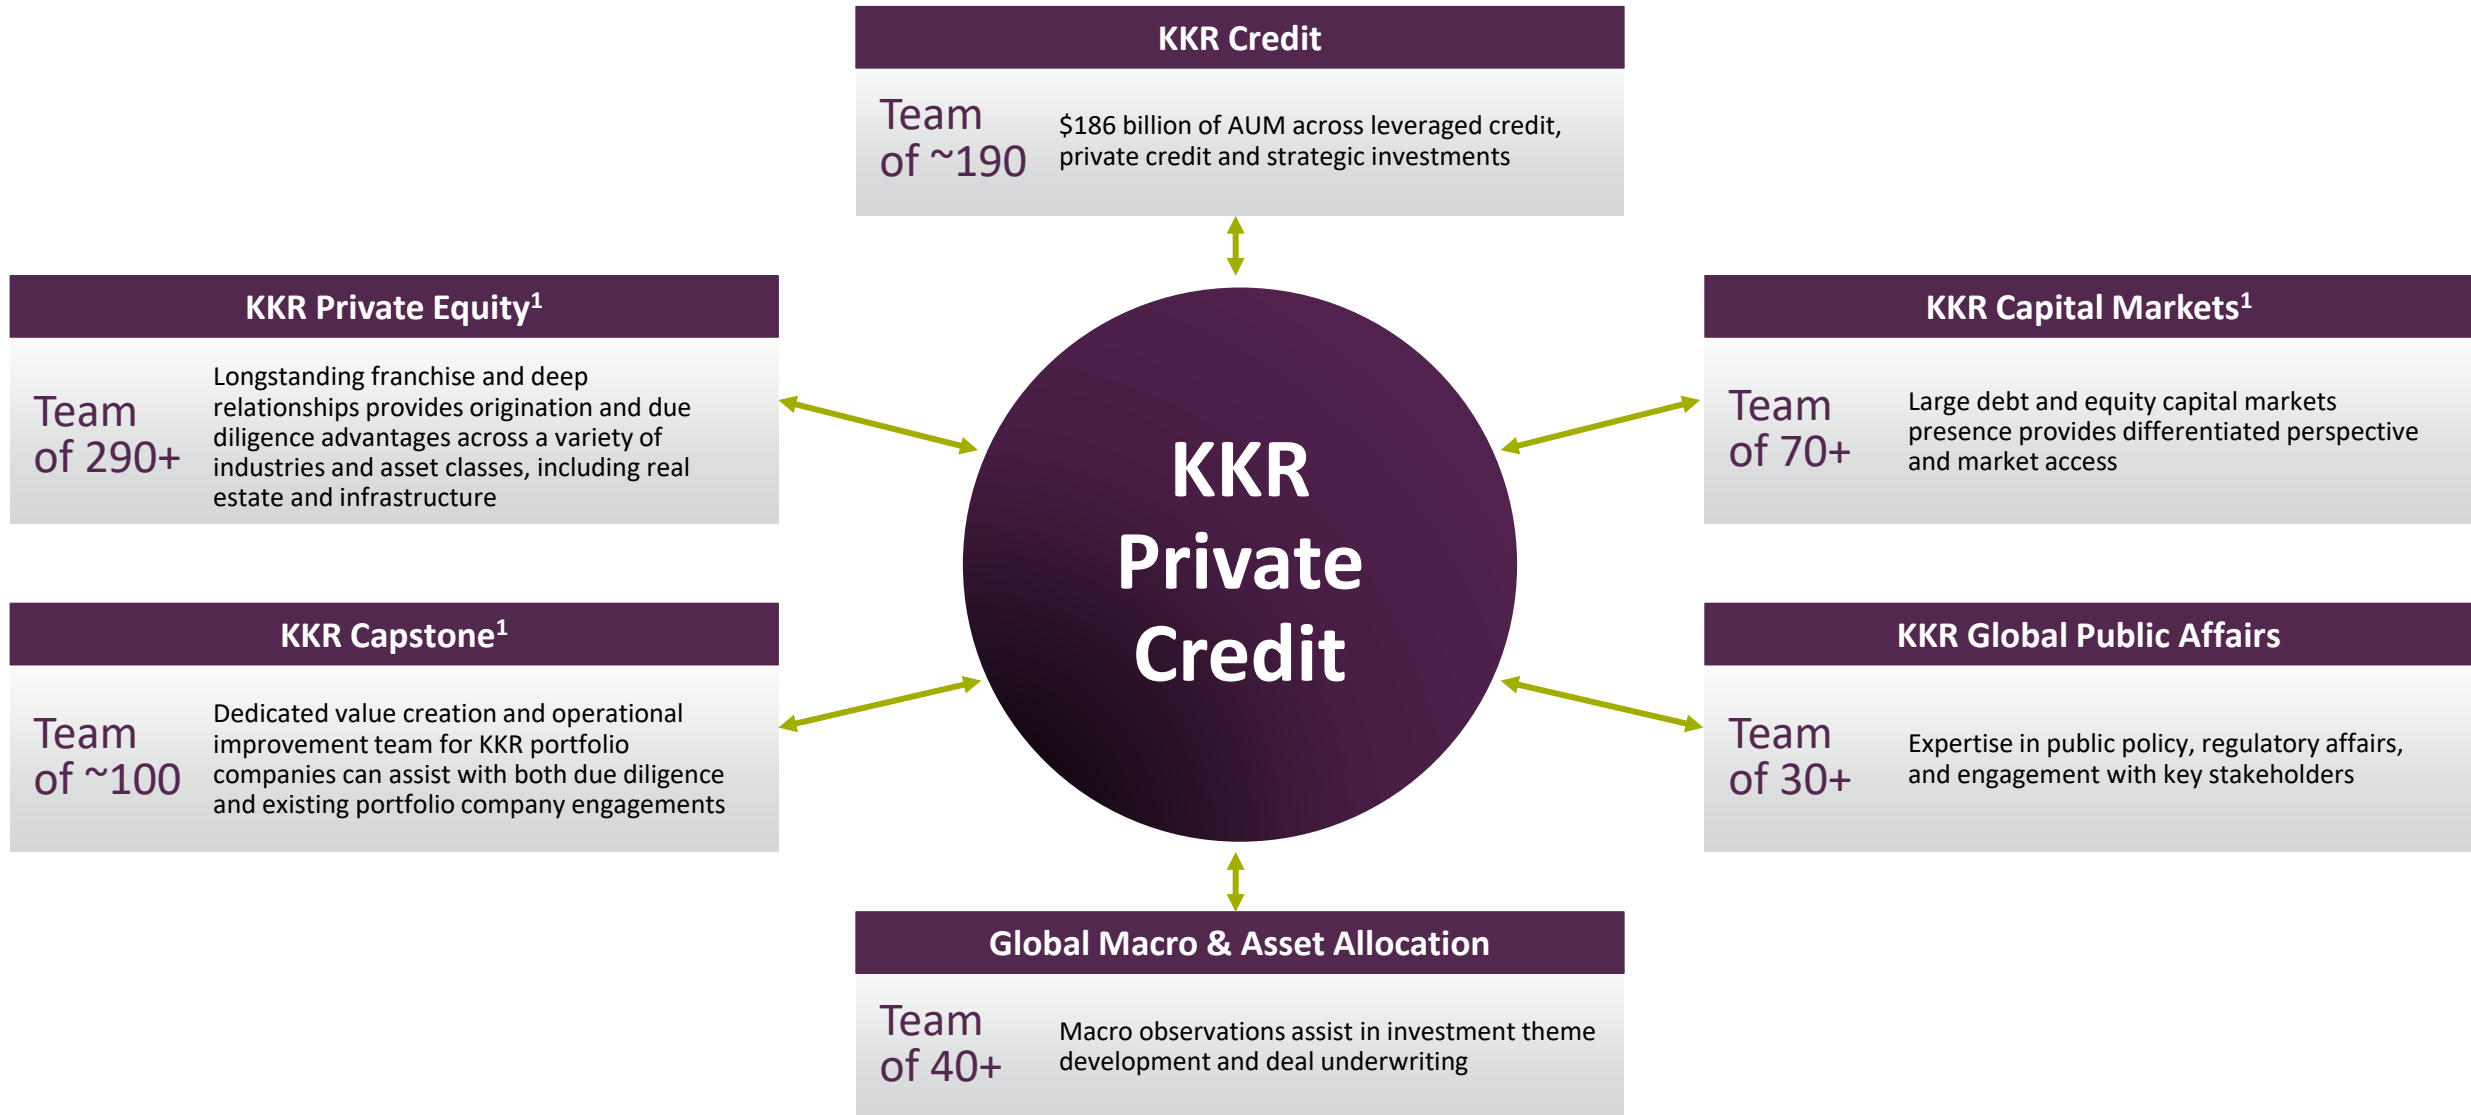 KKR Credit
Team
of ~190
$186 billion of AUM across leveraged credit,
private credit and strategic investments
KKR Private Equity¹
Team
of 290+
Longstanding franchise and deep
relationships provides origination and due
diligence advantages across a variety of
industries and asset classes, including real
estate and infrastructure
KKR Capital Markets¹
Team
of 70+
Large debt and equity capital markets
presence provides differentiated perspective
and market access
KKR
Private
Credit
KKR Capstone¹
Team
of ~100
Dedicated value creation and operational
improvement team for KKR portfolio
companies can assist with both due diligence
and existing portfolio company engagements
KKR Global Public Affairs
Team
of 30+
Expertise in public policy, regulatory affairs,
and engagement with key stakeholders
Global Macro & Asset Allocation
Team
of 40+
Macro observations assist in investment theme
development and deal underwriting